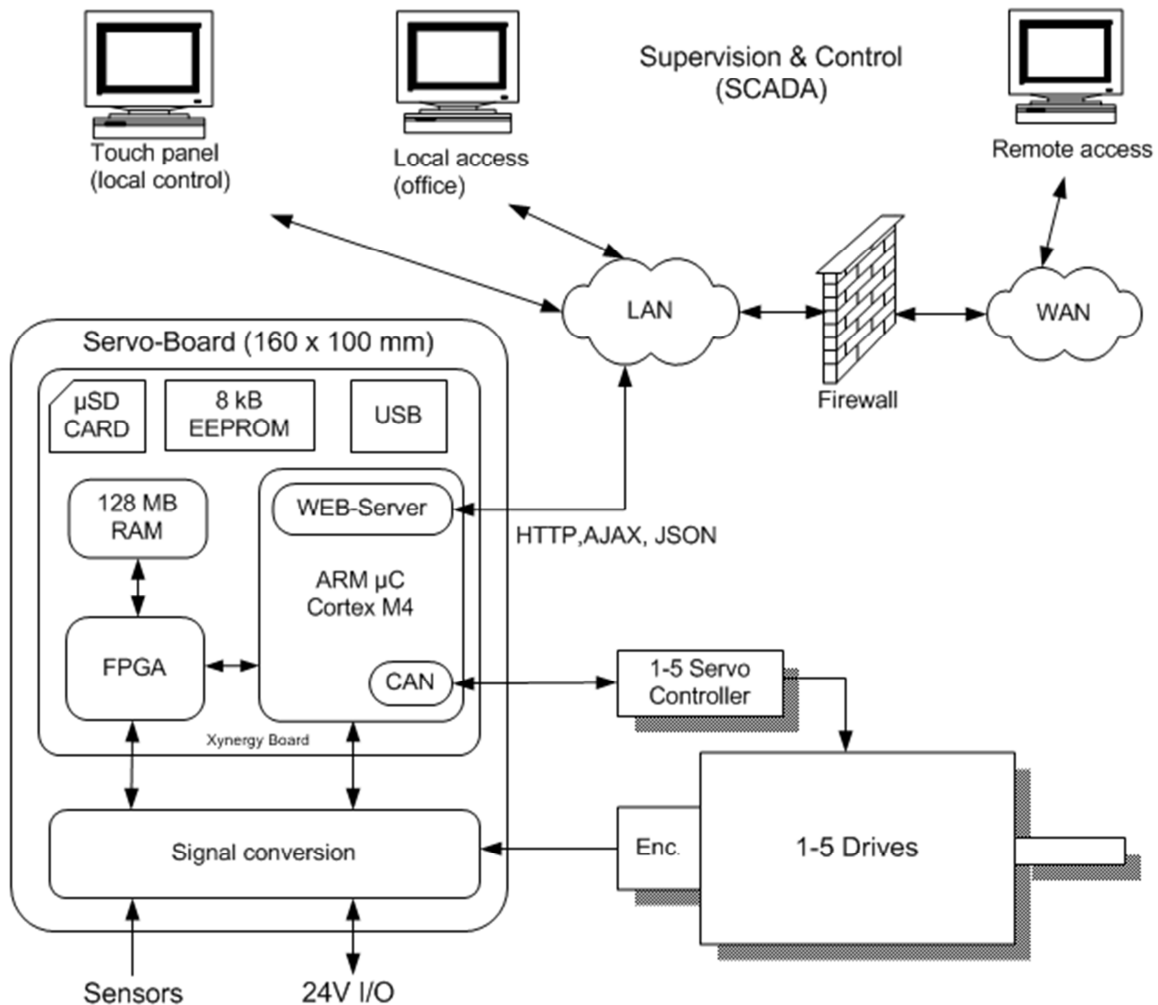 Supervision & Control
(SCADA)
Touch panel
(local control)
Local access
(office)
Remote access
LAN
WAN
Firewall
Servo-Board (160 x 100 mm)
µSD
CARD
8 kB
EEPROM
USB
128 MB
RAM
WEB-Server
HTTP,AJAX, JSON
ARM µC
Cortex M4
FPGA
CAN
1-5 Servo
Controller
Xynergy Board
Signal conversion
Enc.
1-5 Drives
Sensors
24V I/O